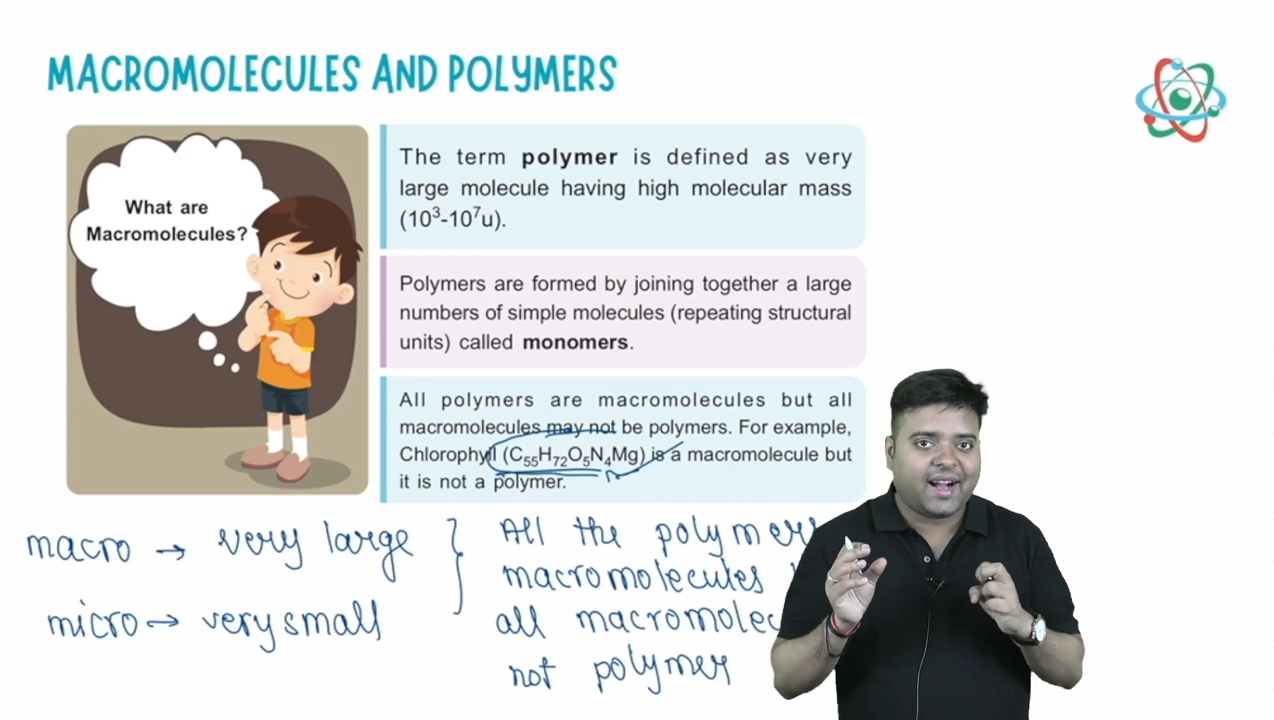 MACROMOLECULES AND POLYMERS
What are
Macromolecules?
The term polymer is defined as very
large molecule having high molecular mass
(10³-10⁷u).
Polymers are formed by joining together a large
numbers of simple molecules (repeating structural
units) called monomers.
All polymers are macromolecules but all
macromolecules may not be polymers. For example,
Chlorophyll (C₅₅H₇₂O₅N₄Mg) is a macromolecule but
it is not a polymer.
macro → very large
micro → very small
All the polymers
macromolecules
all macromolec
not polymer